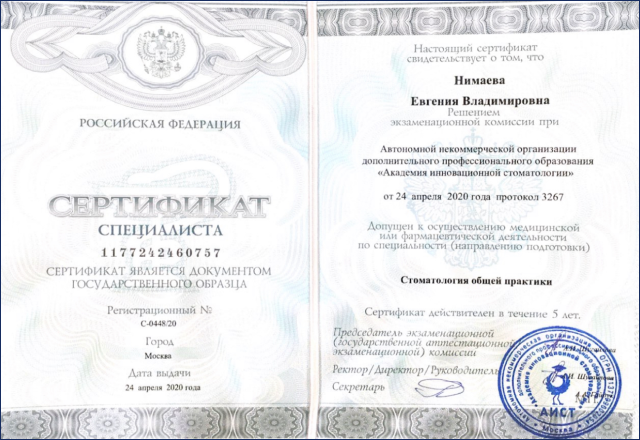 РОССИЙСКАЯ ФЕДЕРАЦИЯ
СЕРТИФИКАТ
СПЕЦИАЛИСТА
1177242460757
СЕРТИФИКАТ ЯВЛЯЕТСЯ ДОКУМЕНТОМ
ГОСУДАРСТВЕННОГО ОБРАЗЦА
Регистрационный №
С-0448/20
Город
Москва
Дата выдачи
24 апреля 2020 года
Настоящий сертификат
свидетельствует о том, что
Нимаева
Евгения Владимировна
Решением
экзаменационной комиссии при
Автономной некоммерческой организации
дополнительного профессионального образования
«Академия инновационной стоматологии»
от 24 апреля 2020 года протокол 3267
Допущен к осуществлению медицинской
или фармацевтической деятельности
по специальности (направлению подготовки)
Стоматология общей практики
Сертификат действителен в течение 5 лет.
Председатель экзаменационной
(государственной аттестационной
экзаменационной) комиссии
Ректор/Директор/Руководитель
Секретарь
АИСТ
Москва